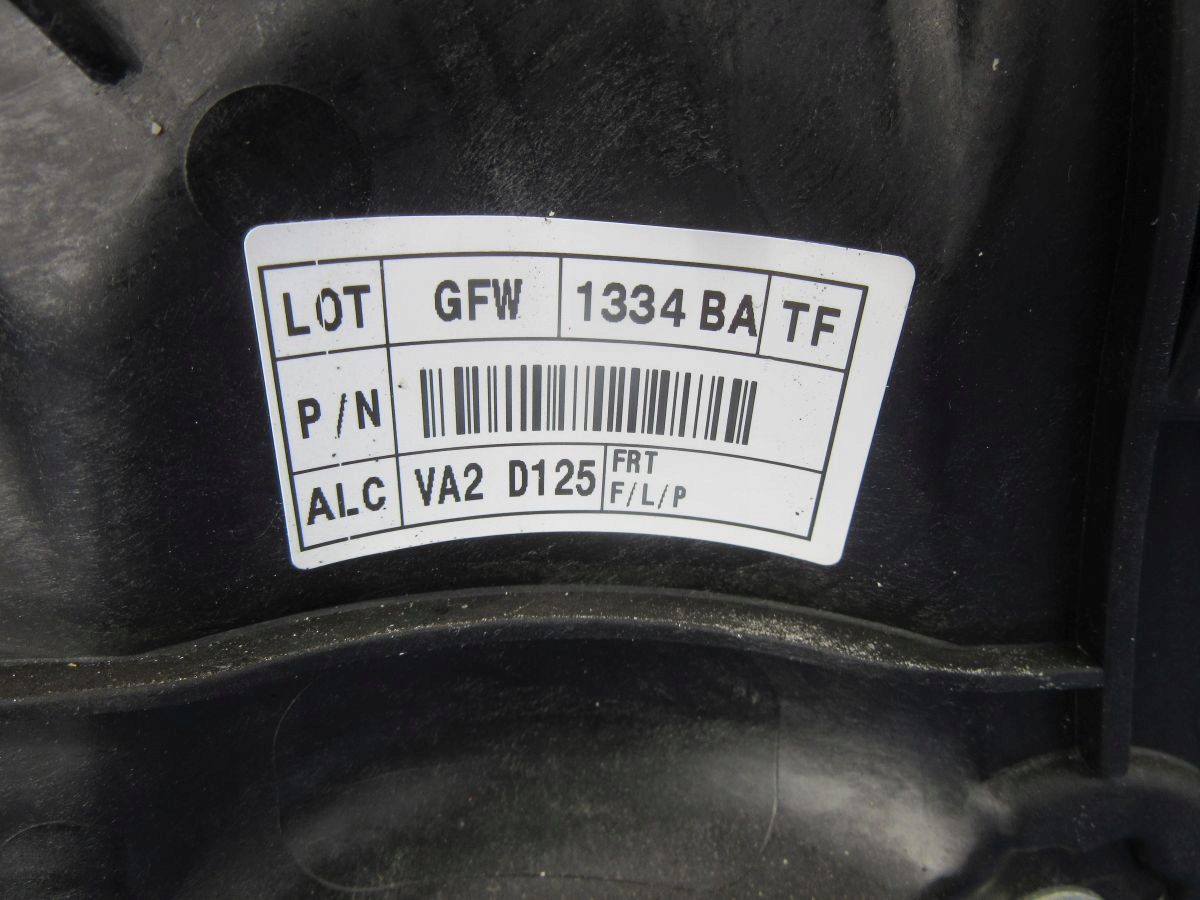 LOT GFW 1334 BA TF
P/N
ALC VA2 D125 FRT
F/L/P